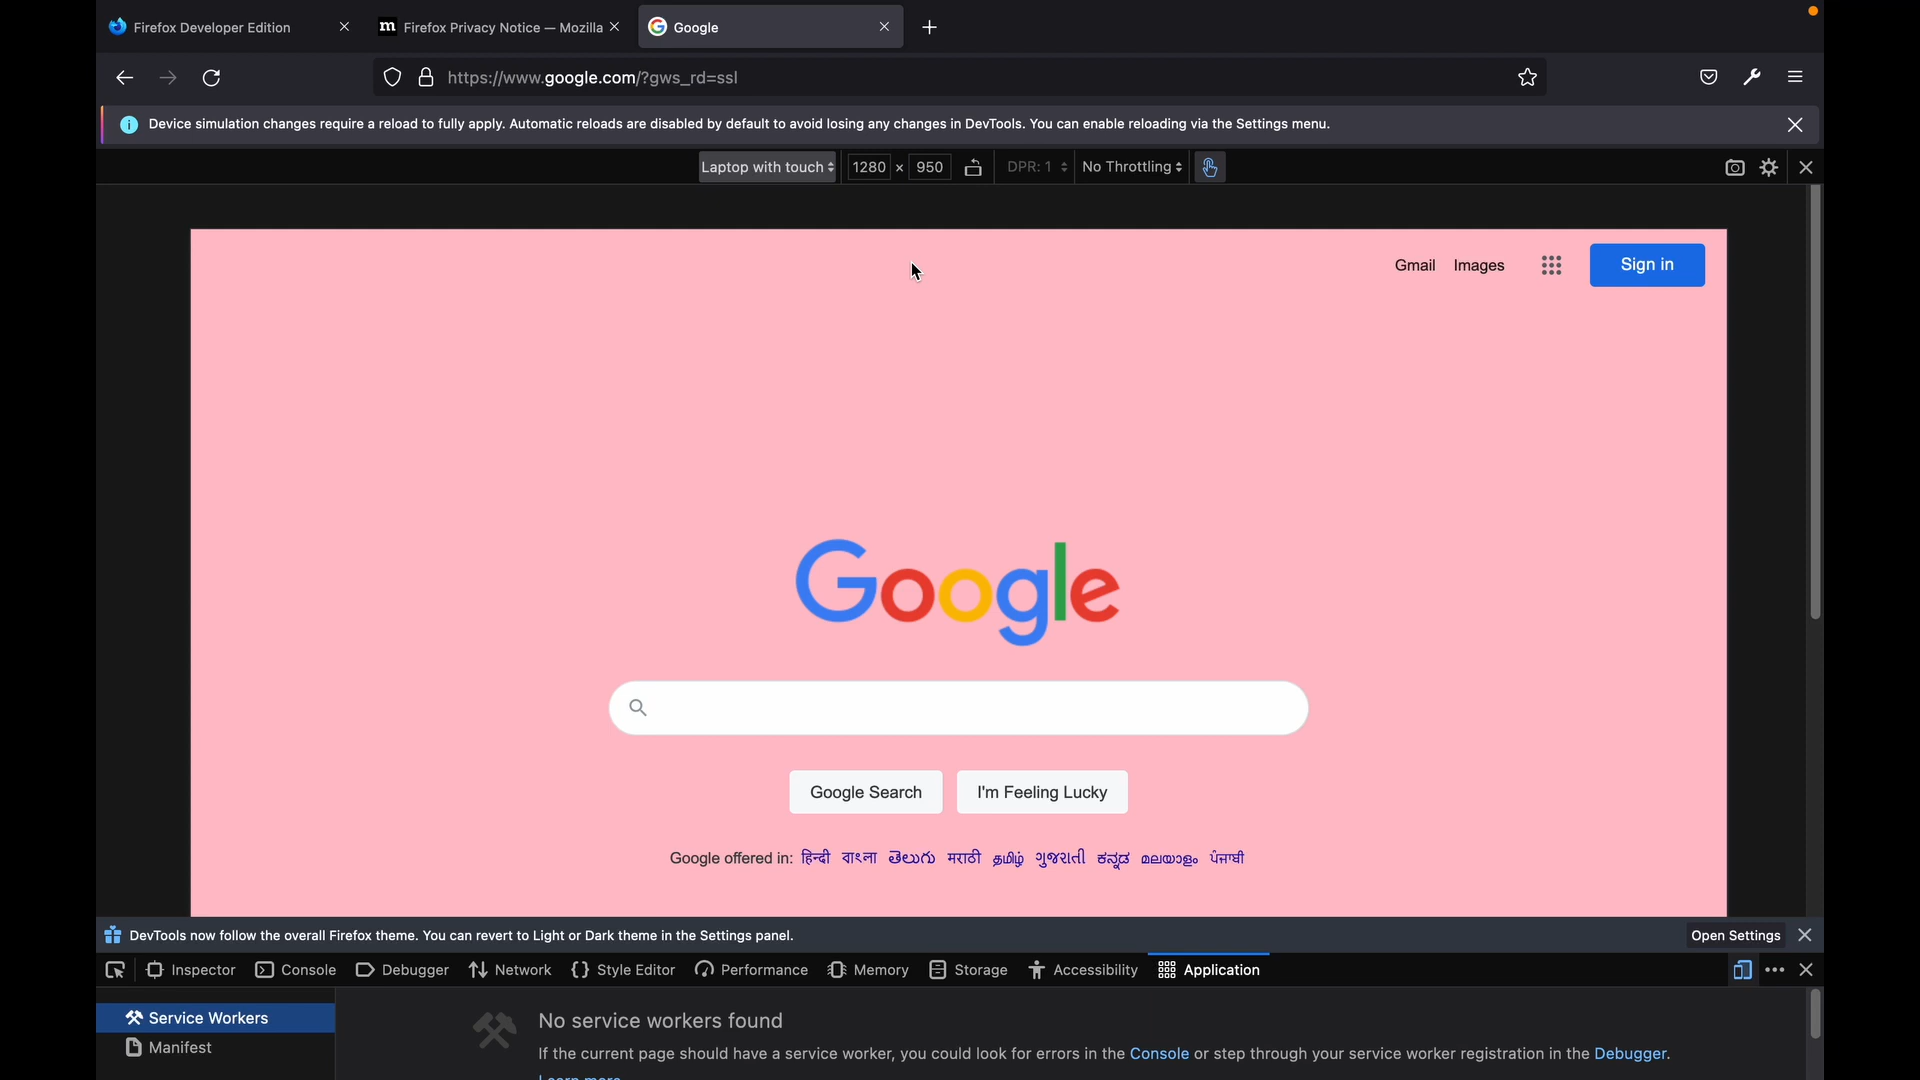 Firefox Developer Edition
Firefox Privacy Notice — Mozilla
Google
https://www.google.com/?gws_rd=ssl
Device simulation changes require a reload to fully apply. Automatic reloads are disabled by default to avoid losing any changes in DevTools. You can enable reloading via the Settings menu.
Laptop with touch 1280 × 950 DPR: 1 No Throttling
Gmail Images Sign in
Google
Google Search I'm Feeling Lucky
Google offered in: हिन्दी বাংলা తెలుగు मराठी தமிழ் ગુજરાતી ಕನ್ನಡ മലയാളം ਪੰਜਾਬੀ
DevTools now follow the overall Firefox theme. You can revert to Light or Dark theme in the Settings panel. Open Settings
Inspector Console Debugger Network Style Editor Performance Memory Storage Accessibility Application
Service Workers
Manifest
No service workers found
If the current page should have a service worker, you could look for errors in the Console or step through your service worker registration in the Debugger.